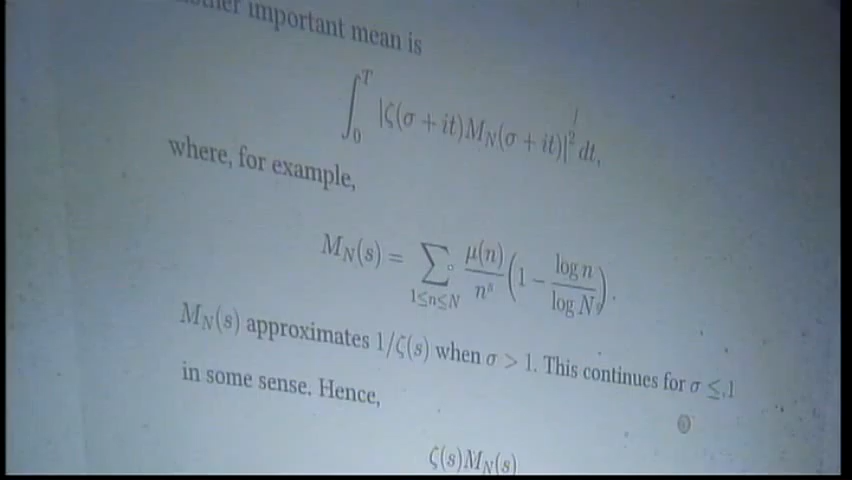 important mean is
∫_0^T |ζ(σ + it)M_N(σ + it)|^2 dt,
where, for example,
M_N(s) = ∑_{1≤n≤N} μ(n)/n^s (1 − log n/log N).
M_N(s) approximates 1/ζ(s) when σ > 1. This continues for σ ≤ 1
in some sense. Hence,
ζ(s)M_N(s)